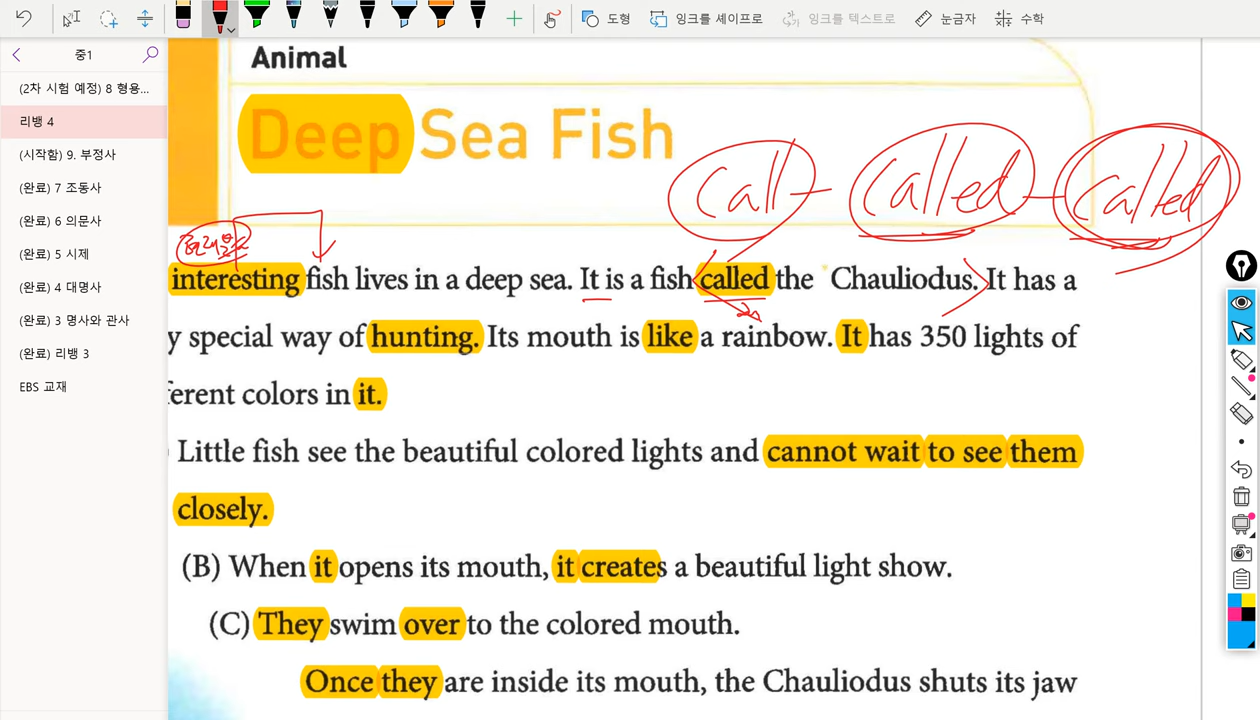 도형 잉크를 셰이프로 잉크를 텍스트로 눈금자 수학
중1
(2차 시험 예정) 8 형용...
리뱅 4
(시작함) 9. 부정사
(완료) 7 조동사
(완료) 6 의문사
(완료) 5 시제
(완료) 4 대명사
(완료) 3 명사와 관사
(완료) 리뱅 3
EBS 교재
Animal
Deep Sea Fish
call - called - called
interesting fish lives in a deep sea. It is a fish called the Chauliodus. It has a
y special way of hunting. Its mouth is like a rainbow. It has 350 lights of
ferent colors in it.
Little fish see the beautiful colored lights and cannot wait to see them
closely.
(B) When it opens its mouth, it creates a beautiful light show.
(C) They swim over to the colored mouth.
Once they are inside its mouth, the Chauliodus shuts its jaw